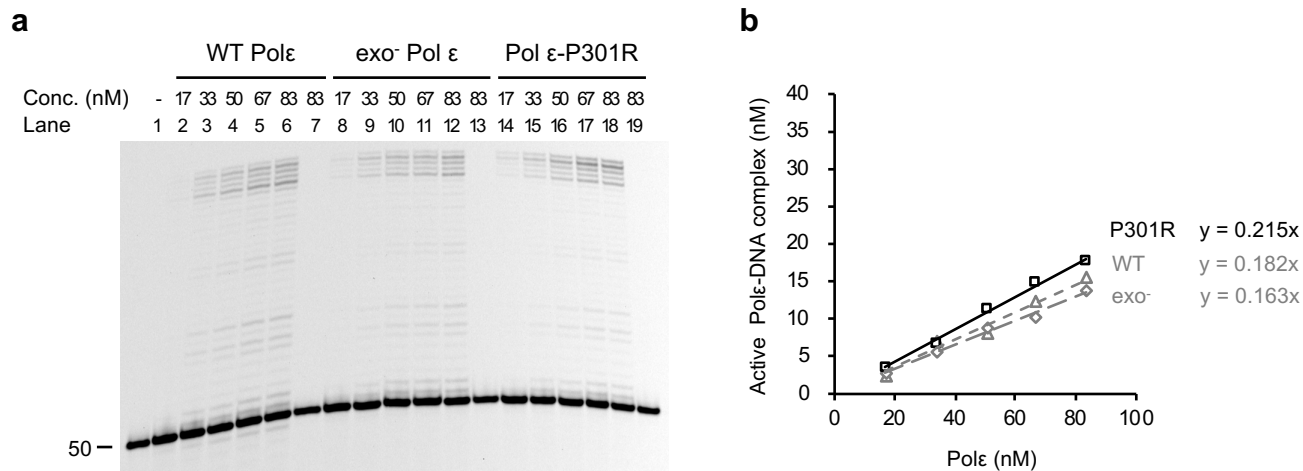 a
WT Polε exo⁻ Pol ε Pol ε-P301R
Conc. (nM) - 17 33 50 67 83 83 17 33 50 67 83 83 17 33 50 67 83 83
Lane 1 2 3 4 5 6 7 8 9 10 11 12 13 14 15 16 17 18 19
50
b
Active Polε-DNA complex (nM)
40
35
30
25
20
15
10
5
0
0 20 40 60 80 100
Polε (nM)
P301R y = 0.215x
WT y = 0.182x
exo⁻ y = 0.163x